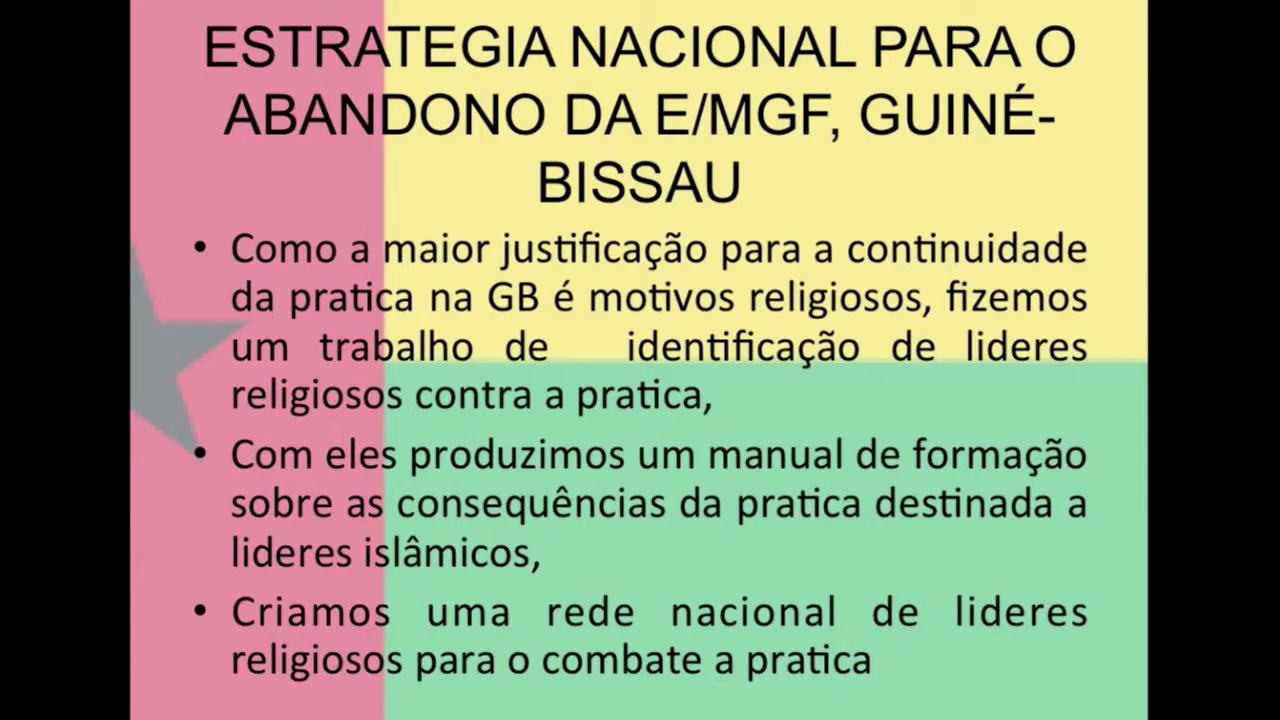 ESTRATEGIA NACIONAL PARA O
ABANDONO DA E/MGF, GUINÉ-
BISSAU
• Como a maior justificação para a continuidade
da pratica na GB é motivos religiosos, fizemos
um trabalho de identificação de lideres
religiosos contra a pratica,
• Com eles produzimos um manual de formação
sobre as consequências da pratica destinada a
lideres islâmicos,
• Criamos uma rede nacional de lideres
religiosos para o combate a pratica